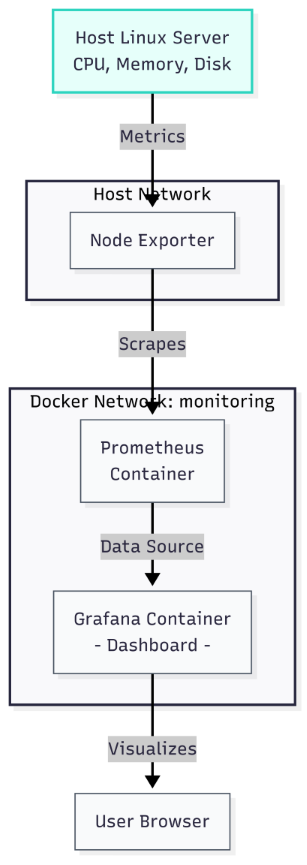 Host Linux Server
CPU, Memory, Disk
Metrics
Host Network
Node Exporter
Scrapes
Docker Network: monitoring
Prometheus
Container
Data Source
Grafana Container
- Dashboard -
Visualizes
User Browser